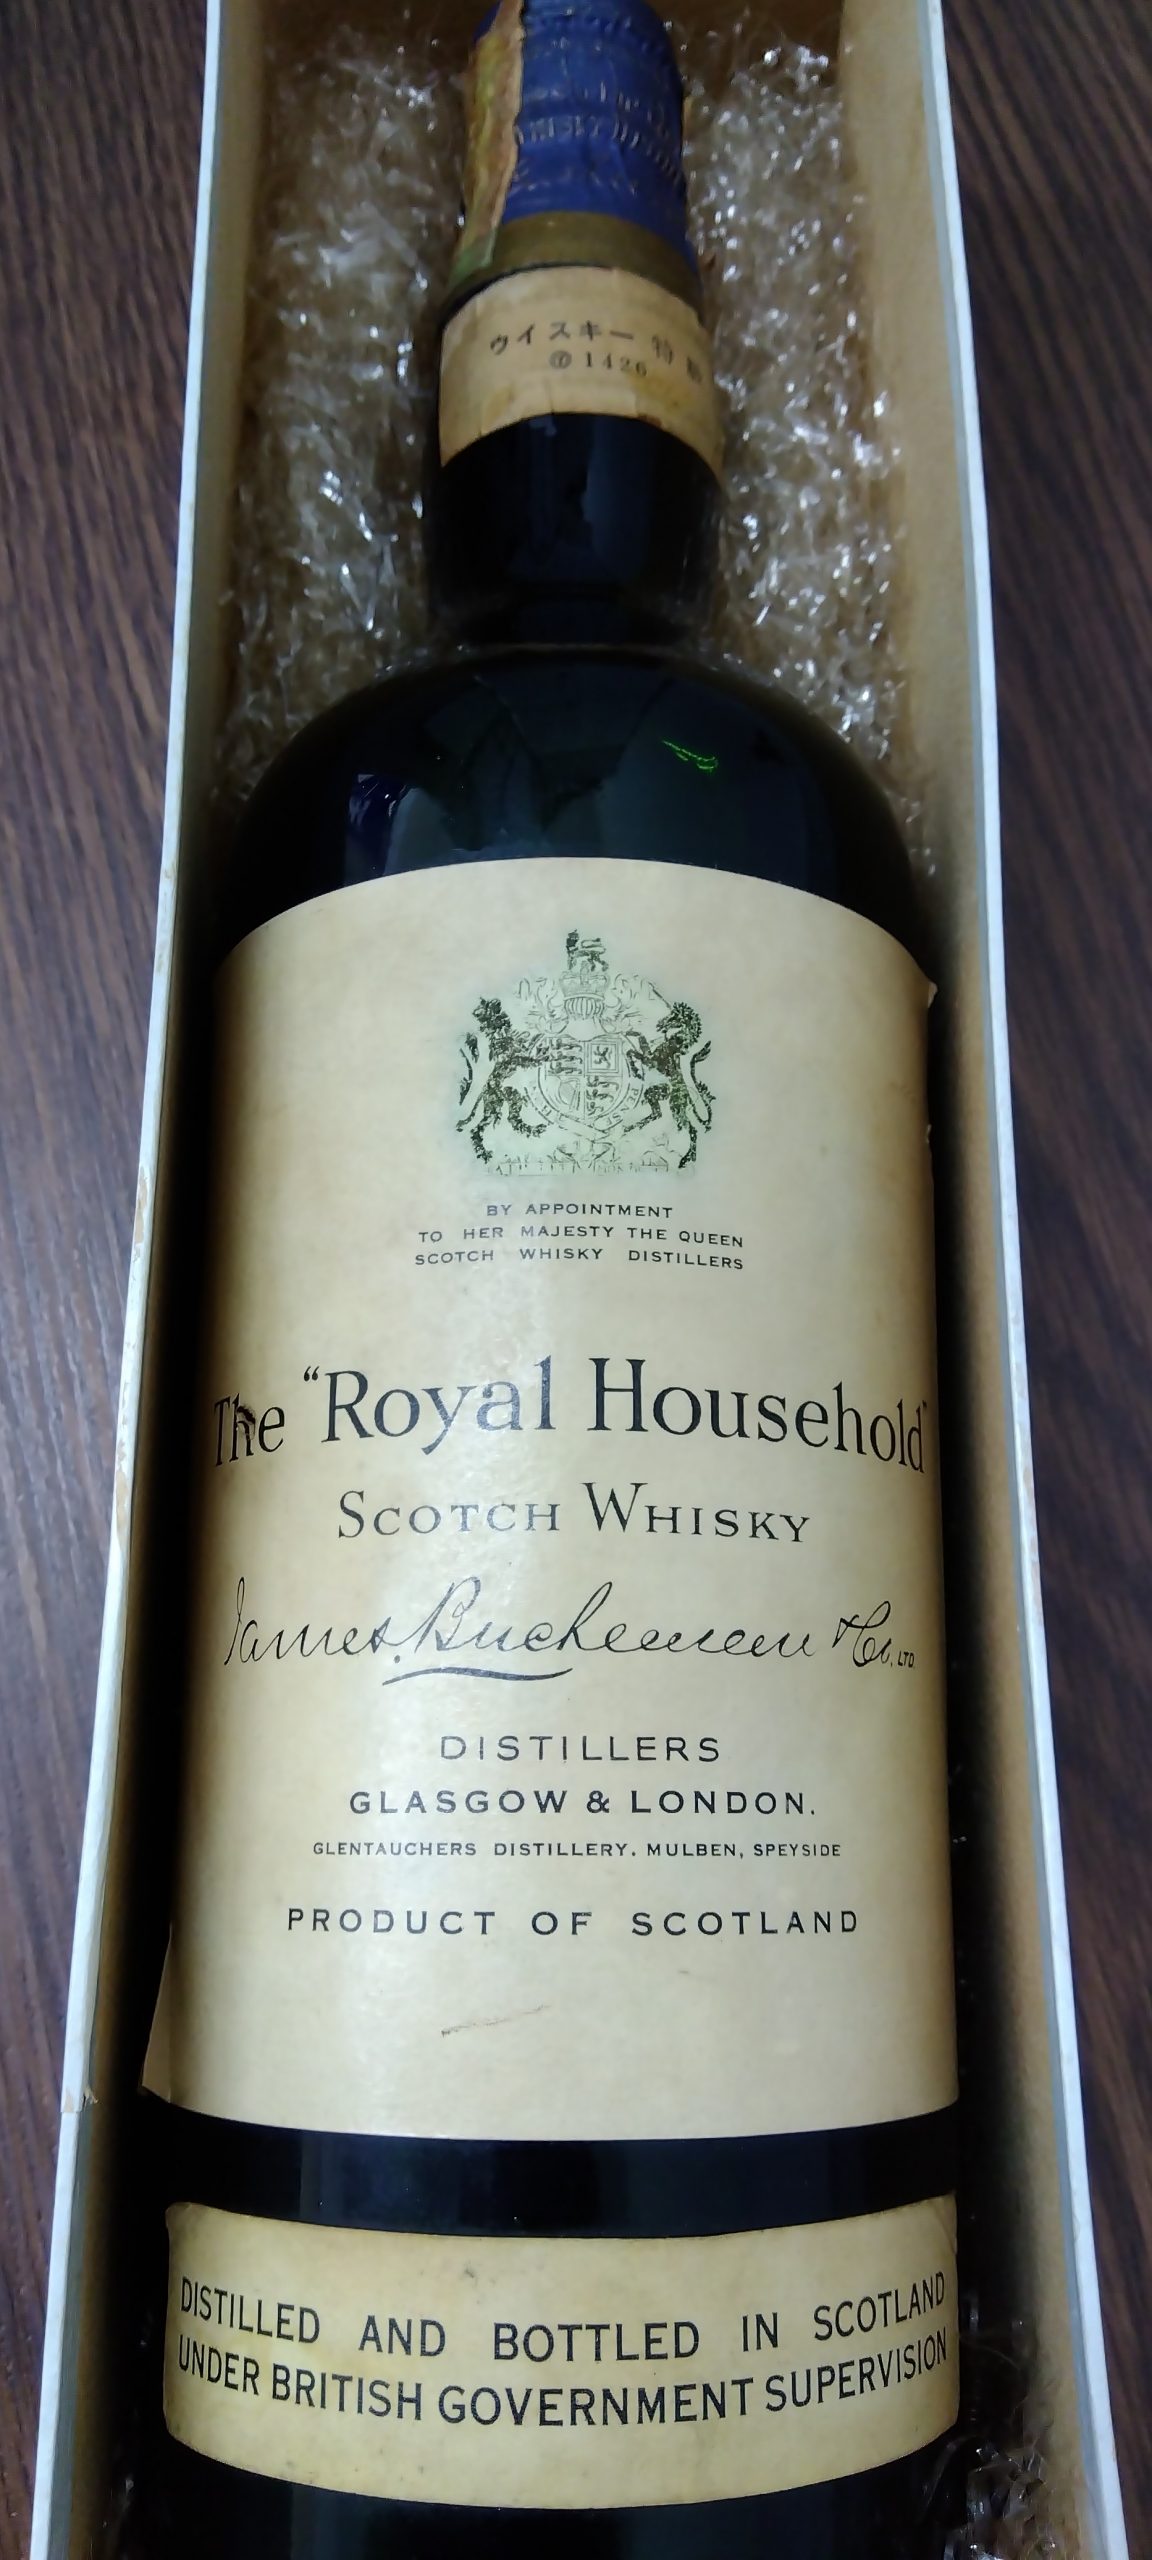 WHISKY
ウイスキー 特級
1426
BY APPOINTMENT
TO HER MAJESTY THE QUEEN
SCOTCH WHISKY DISTILLERS
The "Royal Household"
SCOTCH WHISKY
James Buchanan & Co. LTD.
DISTILLERS
GLASGOW & LONDON.
GLENTAUCHERS DISTILLERY. MULBEN, SPEYSIDE
PRODUCT OF SCOTLAND
DISTILLED AND BOTTLED IN SCOTLAND
UNDER BRITISH GOVERNMENT SUPERVISION